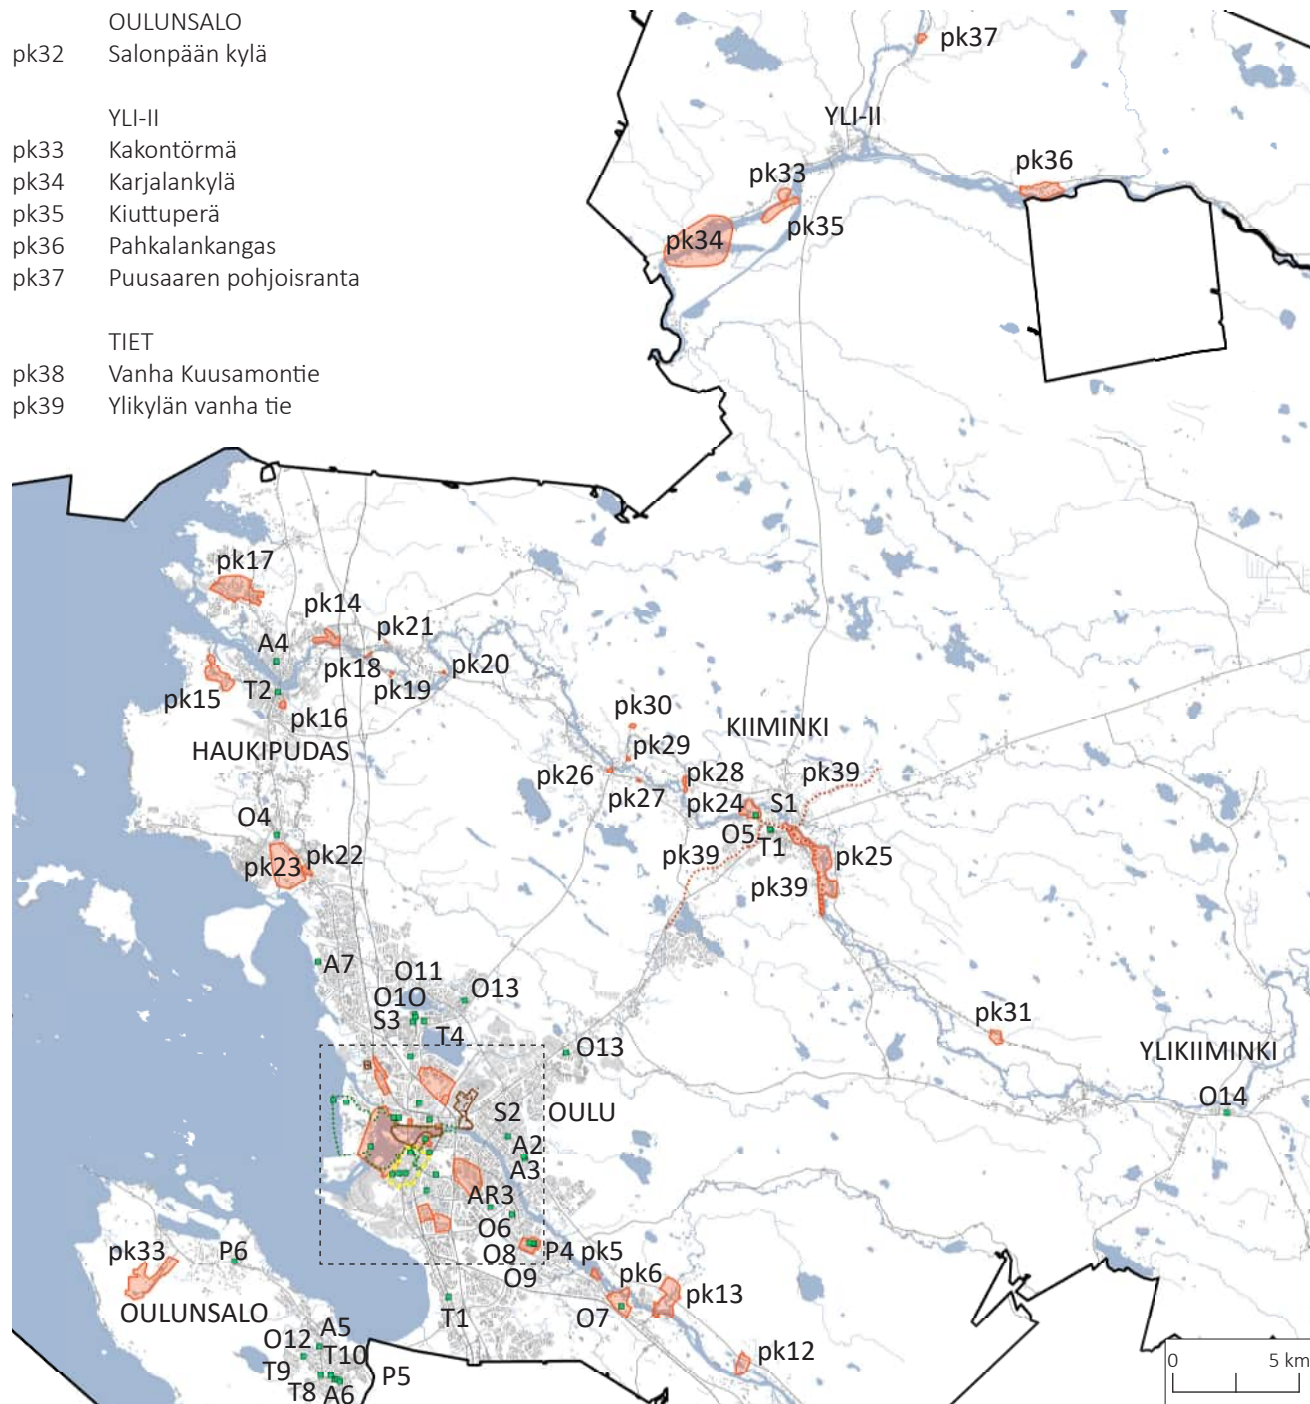 OULUNSALO
pk32 Salonpään kylä
YLI-II
pk33 Kakontörmä
pk34 Karjalankylä
pk35 Kiuttuperä
pk36 Pahkalankangas
pk37 Puusaaren pohjoisranta
TIET
pk38 Vanha Kuusamontie
pk39 Ylikylän vanha tie
pk37
YLI-II
pk33
pk36
pk35
pk34
pk17
pk14
pk21
A4
pk18
pk20
pk15
T2
pk19
pk16
HAUKIPUDAS
pk30
KIIMINKI
pk29
pk26
pk28
pk39
pk27
pk24
S1
O4
O5
T1
pk39
pk25
pk23
pk22
pk39
A7
O11
O13
O10
S3
T4
pk31
O13
YLIKIIMINKI
O14
S2
OULU
A2
A3
AR3
O6
O8
P4
pk5
O9
pk6
pk13
pk33
P6
OULUNSALO
O7
T1
A5
O12
T10
T9
P5
T8
A6
pk12
0 5 km